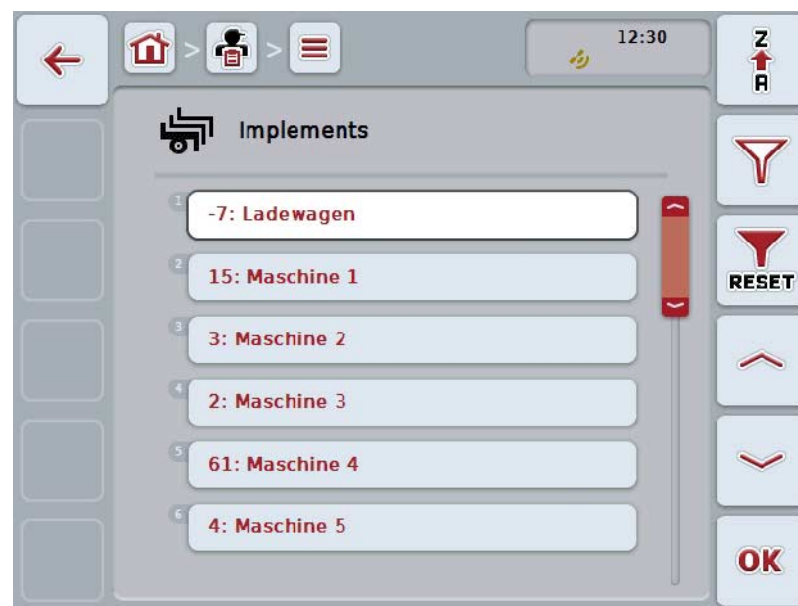 > >
12:30
Z
A
Implements
1
-7: Ladewagen
2
15: Maschine 1
RESET
3
3: Maschine 2
4
2: Maschine 3
5
61: Maschine 4
6
4: Maschine 5
OK